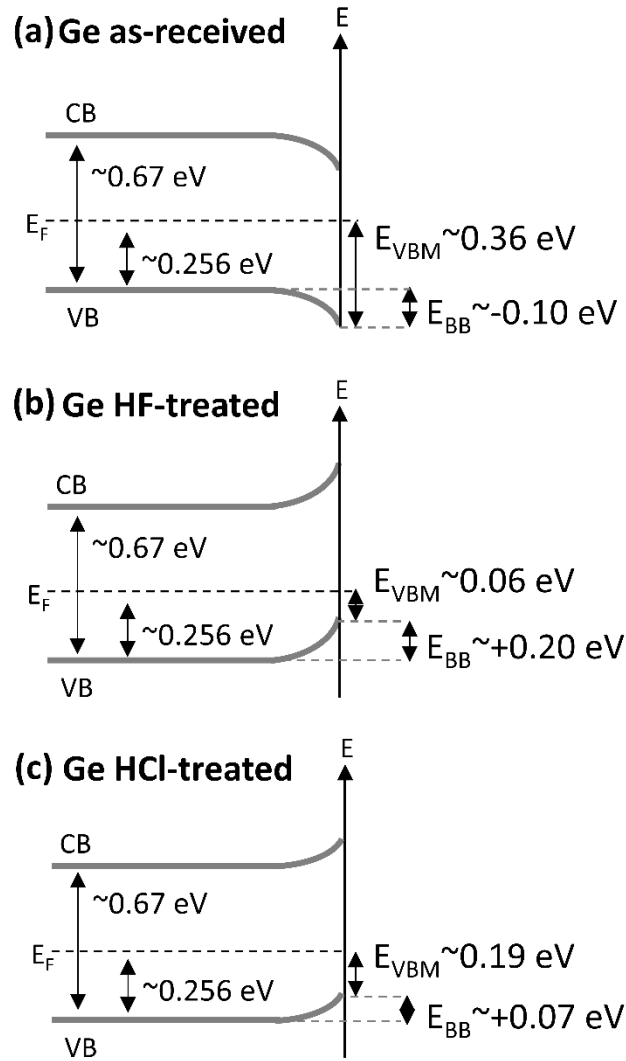 (a) Ge as-received
E
CB
~0.67 eV
E_F
~0.256 eV
E_VBM~0.36 eV
VB
E_BB~-0.10 eV
(b) Ge HF-treated
E
CB
~0.67 eV
E_VBM~0.06 eV
E_F
~0.256 eV
E_BB~+0.20 eV
VB
(c) Ge HCl-treated
E
CB
~0.67 eV
E_F
E_VBM~0.19 eV
~0.256 eV
E_BB~+0.07 eV
VB